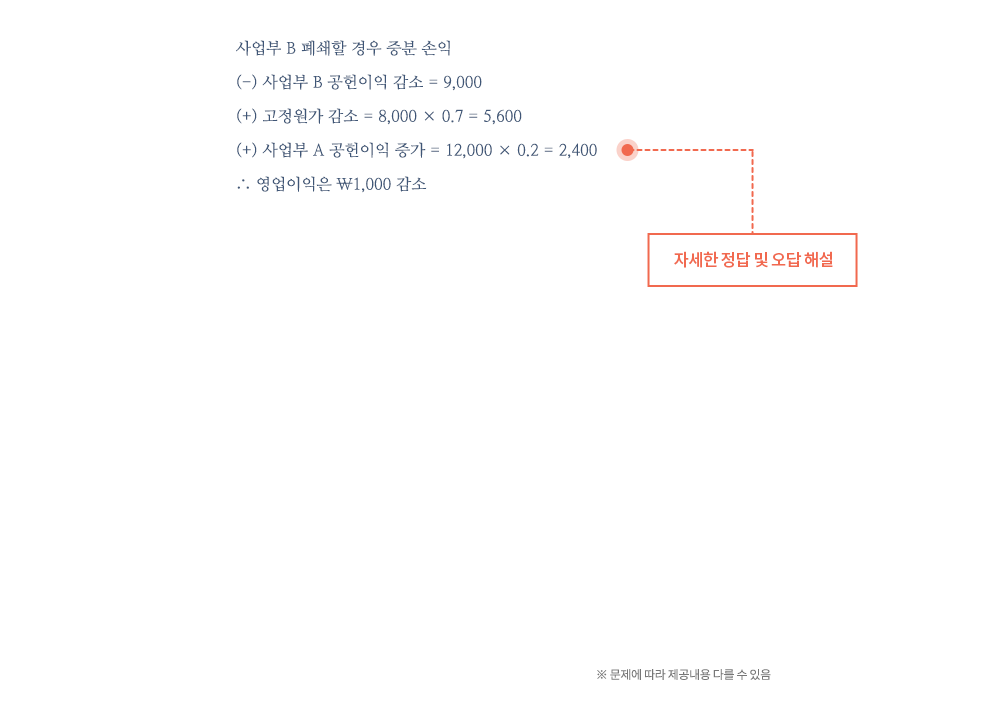 사업부 B 폐쇄할 경우 증분 손익
(−) 사업부 B 공헌이익 감소 = 9,000
(+) 고정원가 감소 = 8,000 × 0.7 = 5,600
(+) 사업부 A 공헌이익 증가 = 12,000 × 0.2 = 2,400
∴ 영업이익은 ₩1,000 감소
자세한 정답 및 오답 해설
※ 문제에 따라 제공내용 다를 수 있음